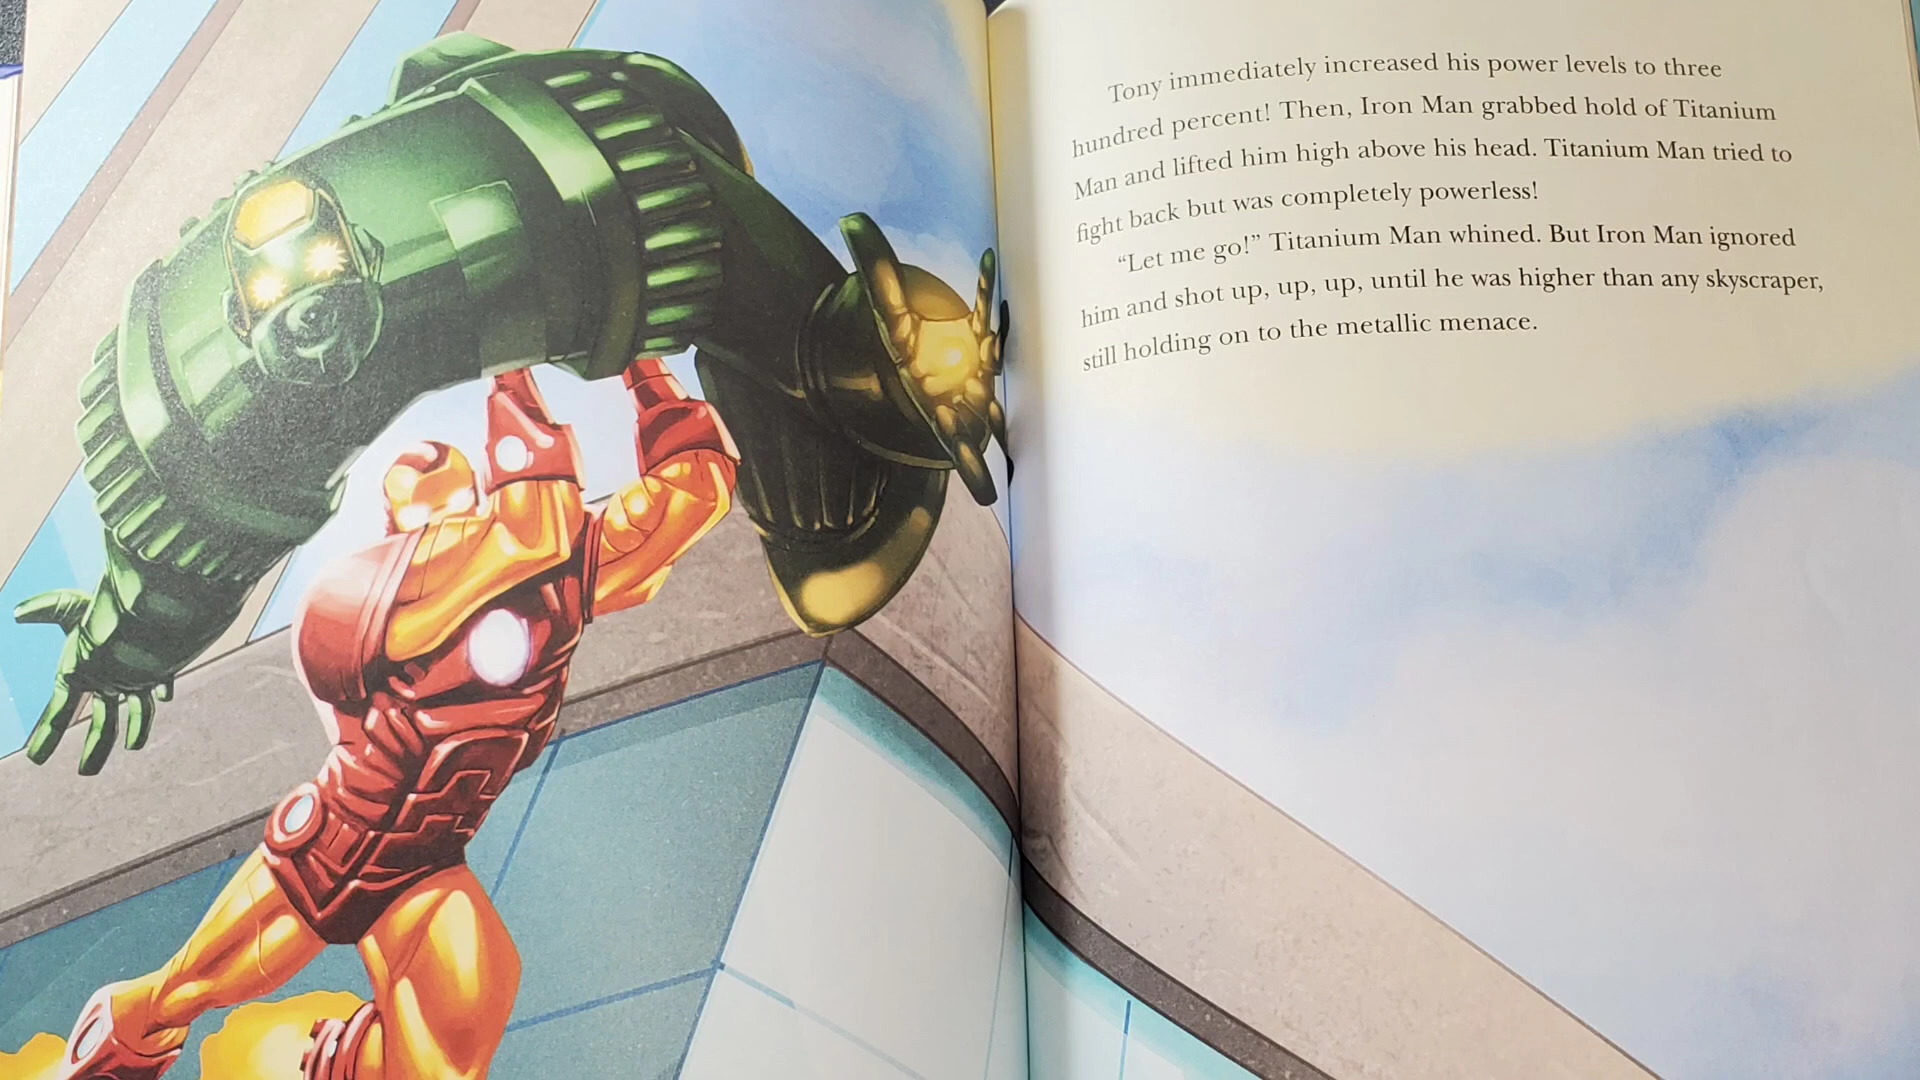 Tony immediately increased his power levels to three
hundred percent! Then, Iron Man grabbed hold of Titanium
Man and lifted him high above his head. Titanium Man tried to
fight back but was completely powerless!
“Let me go!” Titanium Man whined. But Iron Man ignored
him and shot up, up, up, until he was higher than any skyscraper,
still holding on to the metallic menace.